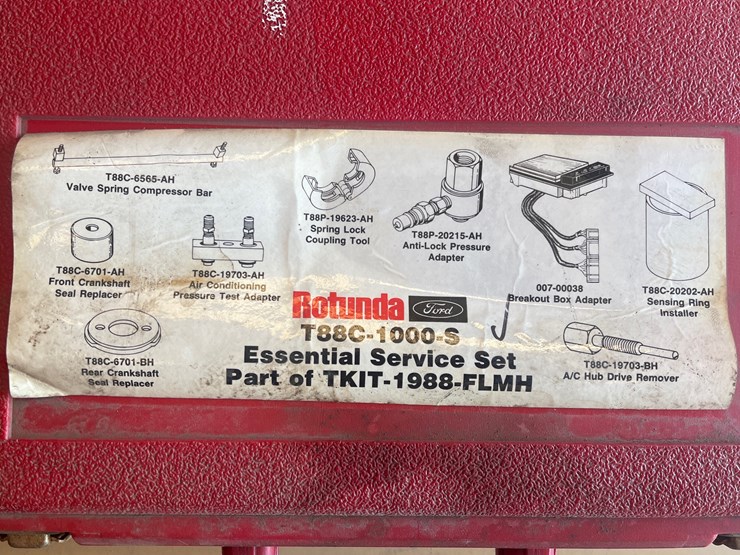 T88C-6565-AH
Valve Spring Compressor Bar
T88P-19623-AH
Spring Lock
Coupling Tool
T88P-20215-AH
Anti-Lock Pressure
Adapter
007-00038
Breakout Box Adapter
T88C-20202-AH
Sensing Ring
Installer
T88C-6701-AH
Front Crankshaft
Seal Replacer
T88C-19703-AH
Air Conditioning
Pressure Test Adapter
T88C-6701-BH
Rear Crankshaft
Seal Replacer
Rotunda Ford
T88C-1000-S
Essential Service Set
Part of TKIT-1988-FLMH
T88C-19703-BH
A/C Hub Drive Remover